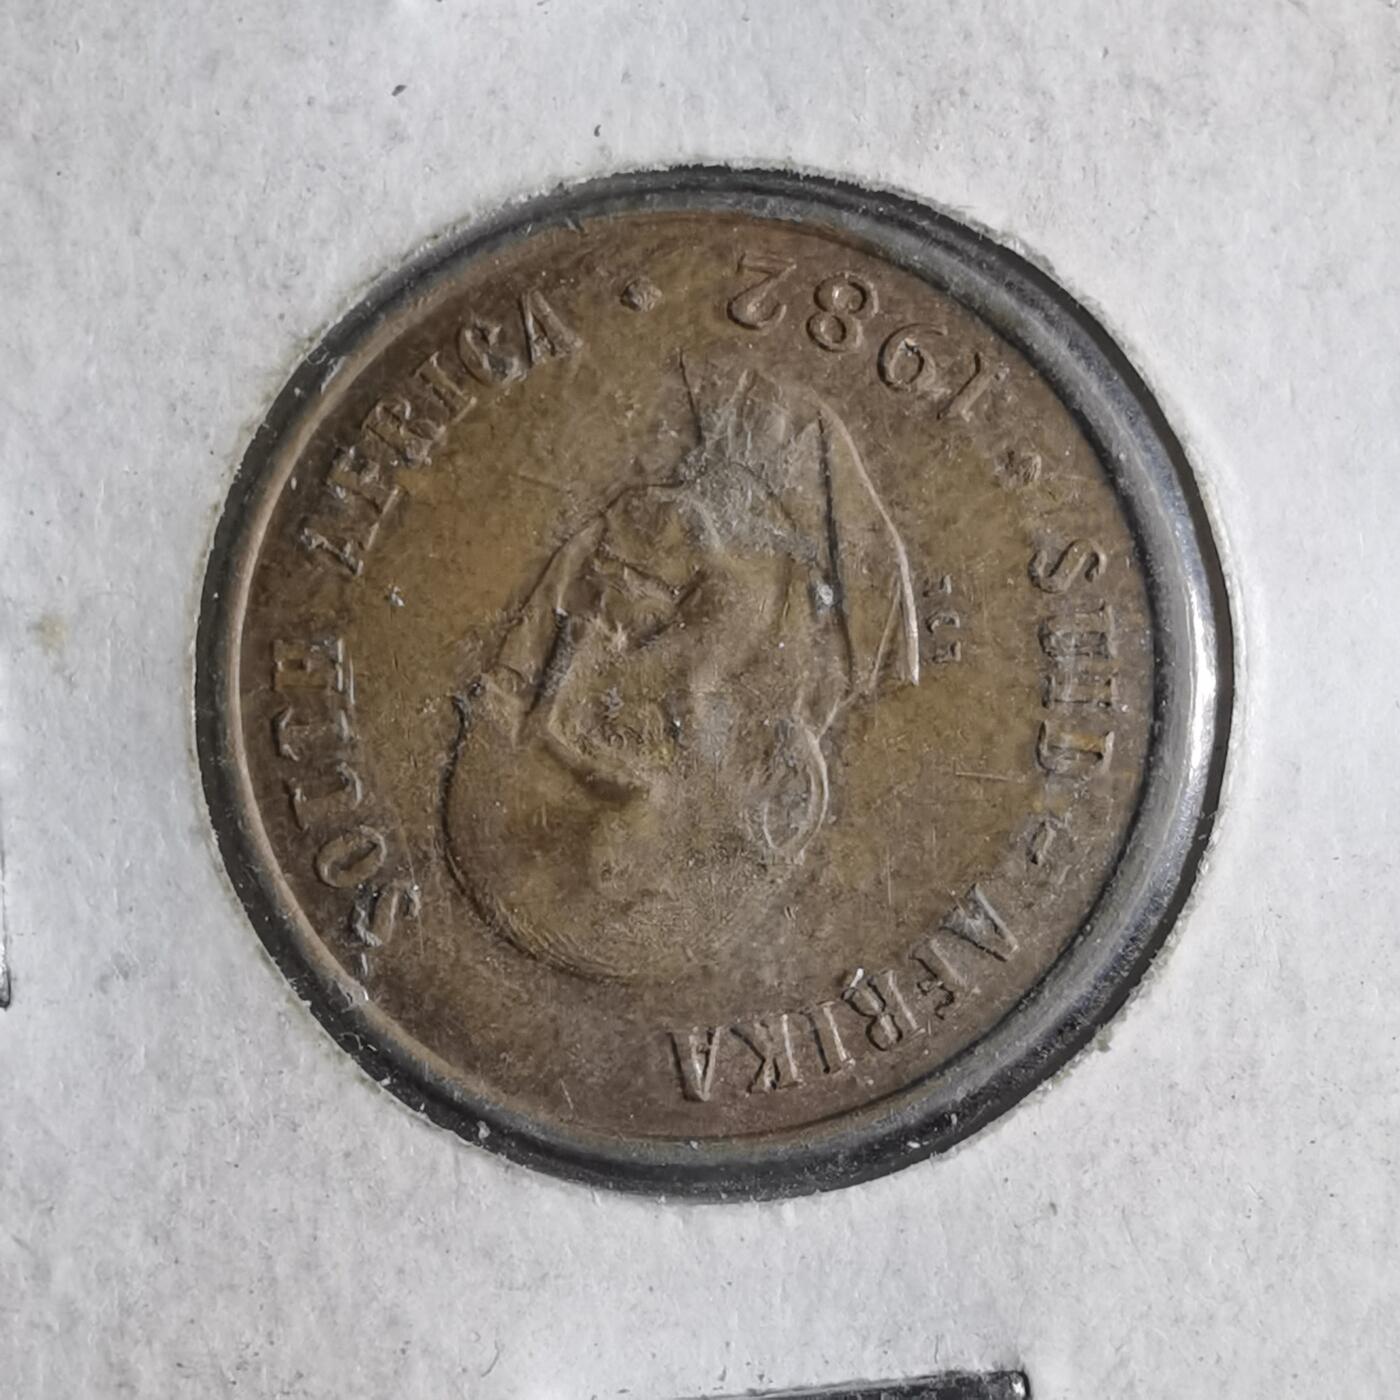 SUID-AFRIKA
SOUTH AFRICA
· 1982 ·